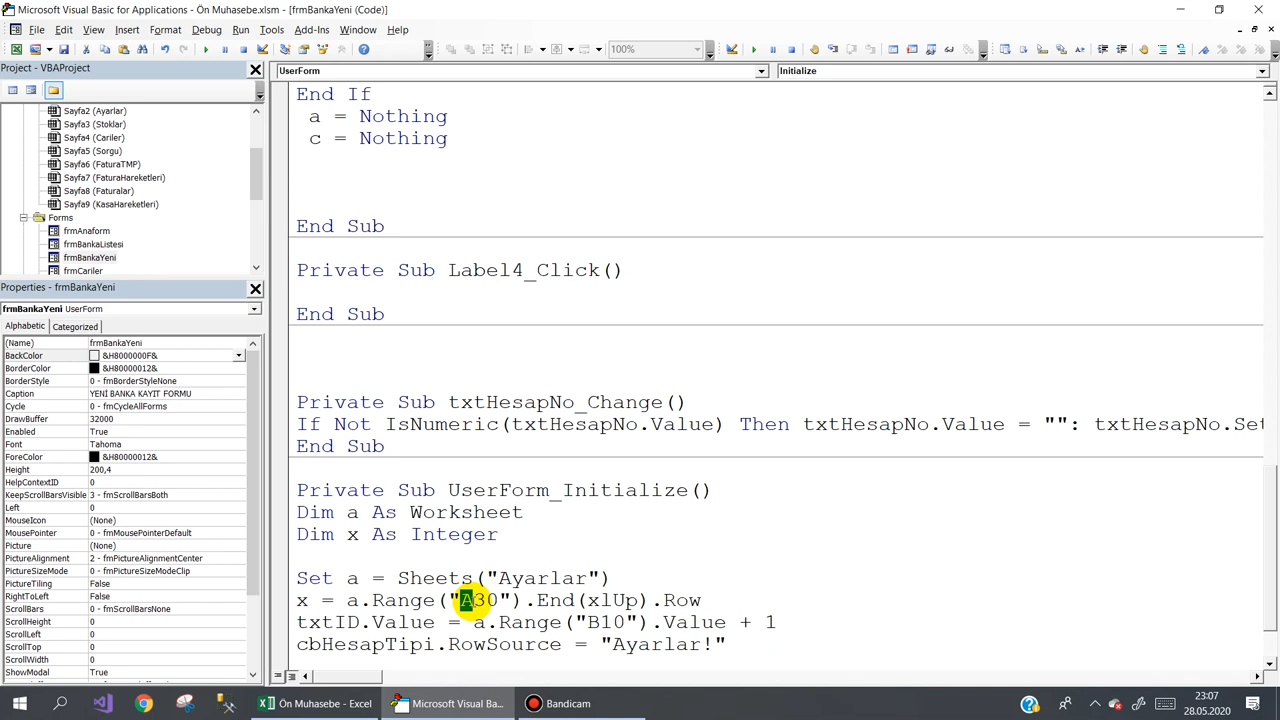 Microsoft Visual Basic for Applications - Ön Muhasebe.xlsm - [frmBankaYeni (Code)]
File Edit View Insert Format Debug Run Tools Add-Ins Window Help
100%
Project - VBAProject
Sayfa2 (Ayarlar)
Sayfa3 (Stoklar)
Sayfa4 (Cariler)
Sayfa5 (Sorgu)
Sayfa6 (FaturaTMP)
Sayfa7 (FaturaHareketleri)
Sayfa8 (Faturalar)
Sayfa9 (KasaHareketleri)
Forms
frmAnaform
frmBankaListesi
frmBankaYeni
frmCariler
Properties - frmBankaYeni
frmBankaYeni UserForm
Alphabetic Categorized
(Name) frmBankaYeni
BackColor &H8000000F&
BorderColor &H80000012&
BorderStyle 0 - fmBorderStyleNone
Caption YENİ BANKA KAYIT FORMU
Cycle 0 - fmCycleAllForms
DrawBuffer 32000
Enabled True
Font Tahoma
ForeColor &H80000012&
Height 200,4
HelpContextID 0
KeepScrollBarsVisible 3 - fmScrollBarsBoth
Left 0
MouseIcon (None)
MousePointer 0 - fmMousePointerDefault
Picture (None)
PictureAlignment 2 - fmPictureAlignmentCenter
PictureSizeMode 0 - fmPictureSizeModeClip
PictureTiling False
RightToLeft False
ScrollBars 0 - fmScrollBarsNone
ScrollHeight 0
ScrollLeft 0
ScrollTop 0
ScrollWidth 0
ShowModal True
UserForm Initialize
End If
a = Nothing
c = Nothing
End Sub
Private Sub Label4_Click()
End Sub
Private Sub txtHesapNo_Change()
If Not IsNumeric(txtHesapNo.Value) Then txtHesapNo.Value = "": txtHesapNo.Set
End Sub
Private Sub UserForm_Initialize()
Dim a As Worksheet
Dim x As Integer
Set a = Sheets("Ayarlar")
x = a.Range("A30").End(xlUp).Row
txtID.Value = a.Range("B10").Value + 1
cbHesapTipi.RowSource = "Ayarlar!"
Ön Muhasebe - Excel
Microsoft Visual Ba...
Bandicam
23:07
28.05.2020